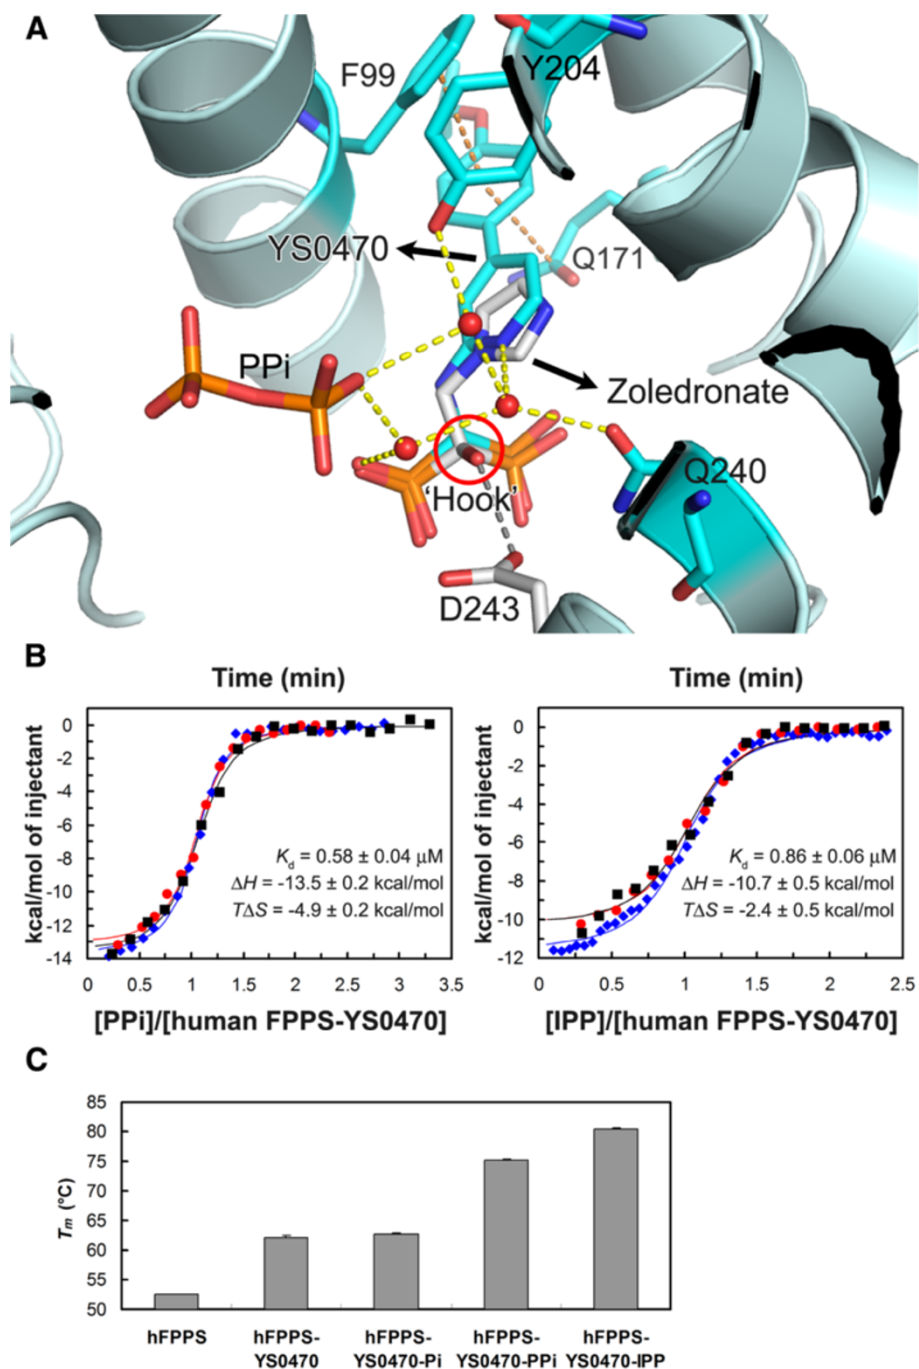 A
F99
Y204
YS0470
Q171
PPi
Zoledronate
'Hook'
Q240
D243
B
Time (min)
Time (min)
kcal/mol of injectant
0
-2
-4
-6
-8
-10
-12
-14
Kd = 0.58 ± 0.04 μM
ΔH = -13.5 ± 0.2 kcal/mol
TΔS = -4.9 ± 0.2 kcal/mol
0 0.5 1 1.5 2 2.5 3 3.5
[PPi]/[human FPPS-YS0470]
kcal/mol of injectant
0
-2
-4
-6
-8
-10
-12
Kd = 0.86 ± 0.06 μM
ΔH = -10.7 ± 0.5 kcal/mol
TΔS = -2.4 ± 0.5 kcal/mol
0 0.5 1 1.5 2 2.5
[IPP]/[human FPPS-YS0470]
C
Tm (°C)
85
80
75
70
65
60
55
50
hFPPS
hFPPS-
YS0470
hFPPS-
YS0470-Pi
hFPPS-
YS0470-PPi
hFPPS-
YS0470-IPP